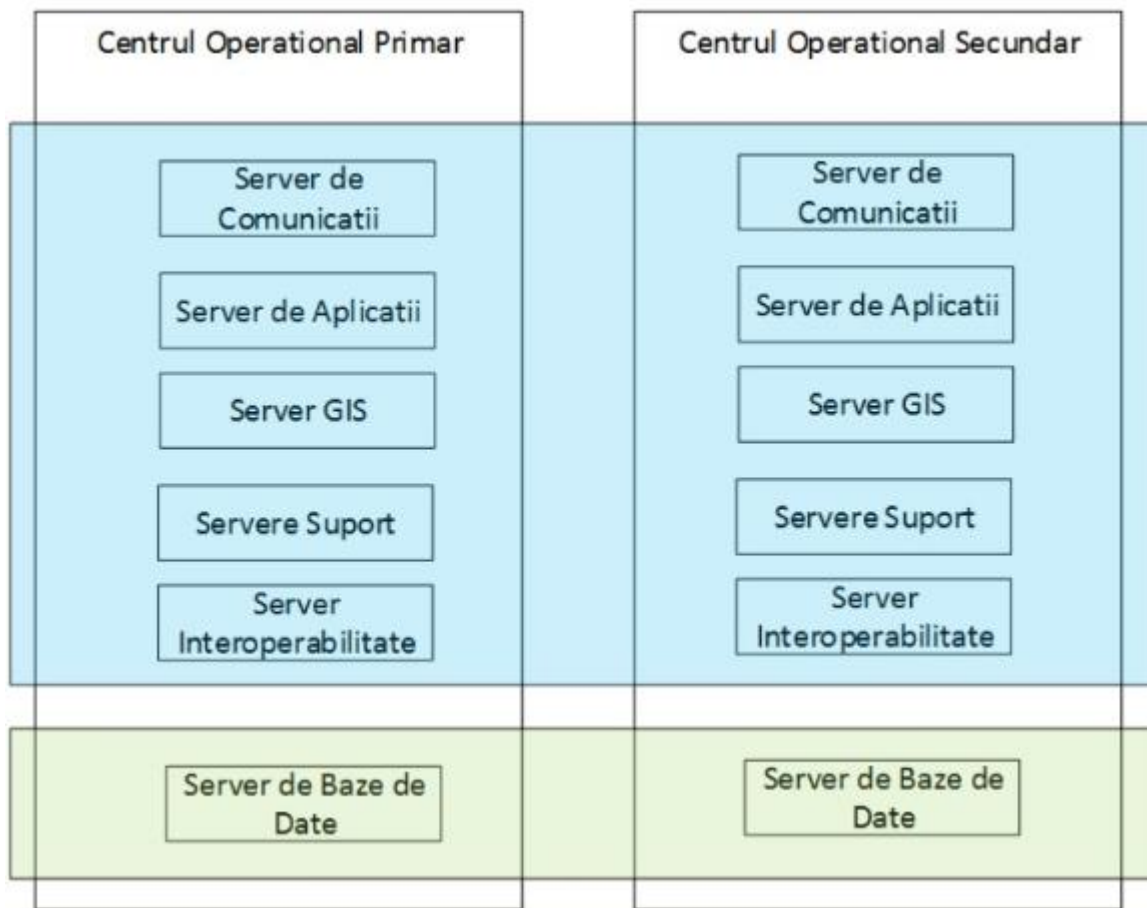 Centrul Operational Primar
Centrul Operational Secundar
Server de
Comunicatii
Server de Aplicatii
Server GIS
Servere Suport
Server
Interoperabilitate
Server de Baze de
Date
Server de
Comunicatii
Server de Aplicatii
Server GIS
Servere Suport
Server
Interoperabilitate
Server de Baze de
Date